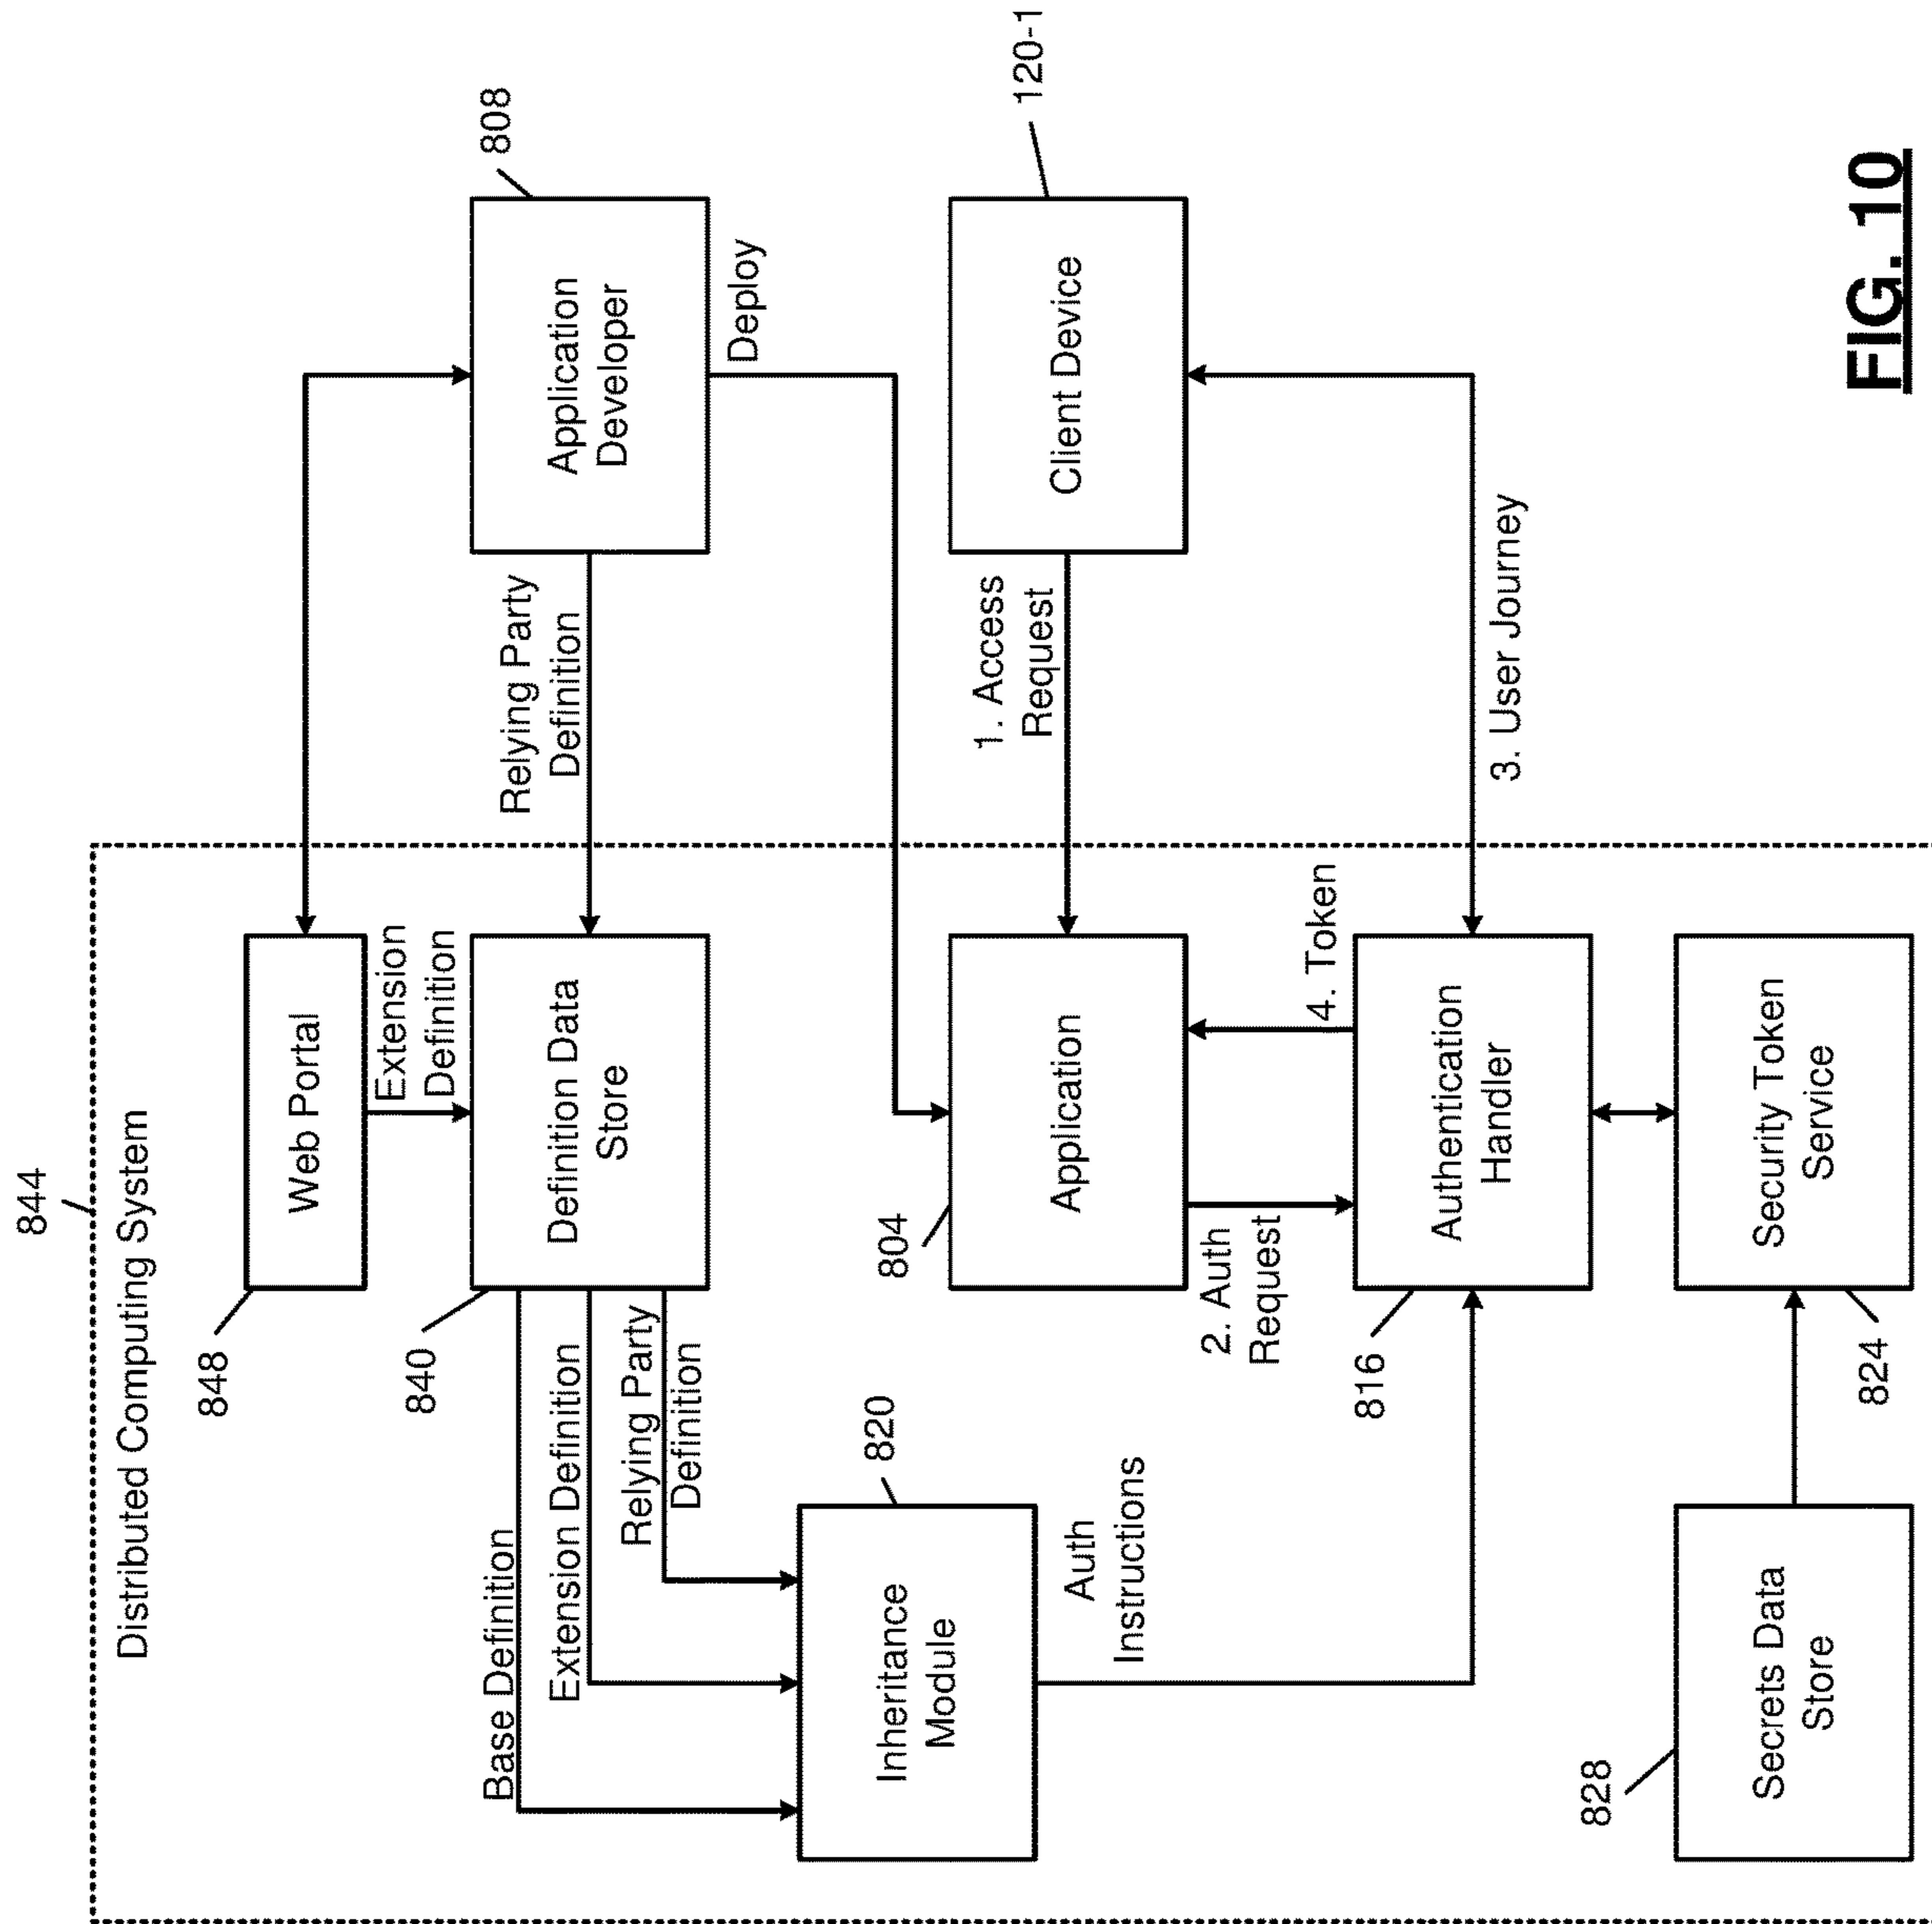 844
Distributed Computing System
848
Web Portal
Extension
Definition
840
Definition Data
Store
Relying Party
Definition
Application
Developer
808
Deploy
Base Definition
Extension Definition
Relying Party
Definition
820
Inheritance
Module
Auth
Instructions
804
Application
1. Access
Request
Client Device
120-1
2. Auth
Request
4. Token
816
Authentication
Handler
3. User Journey
828
Secrets Data
Store
824
Security Token
Service
FIG. 10